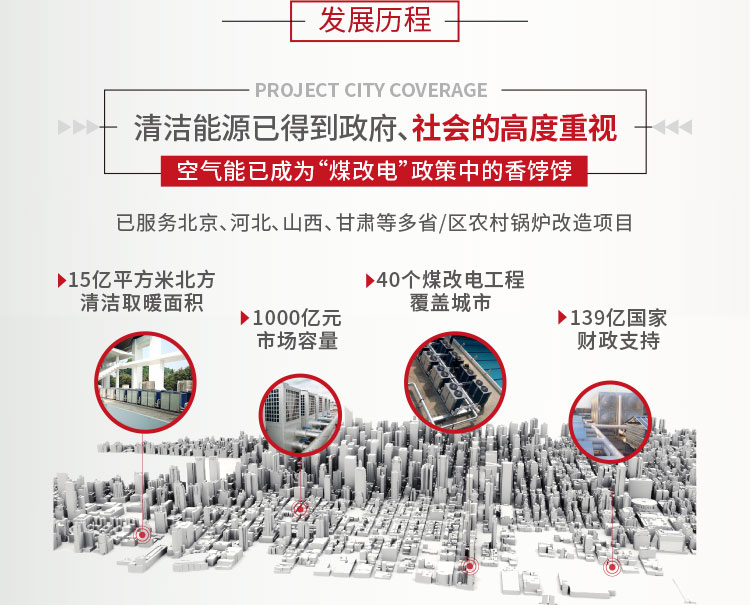 发展历程
PROJECT CITY COVERAGE
清洁能源已得到政府、社会的高度重视
空气能已成为“煤改电”政策中的香饽饽
已服务北京、河北、山西、甘肃等多省/区农村锅炉改造项目
15亿平方米北方
清洁取暖面积
1000亿元
市场容量
40个煤改电工程
覆盖城市
139亿国家
财政支持